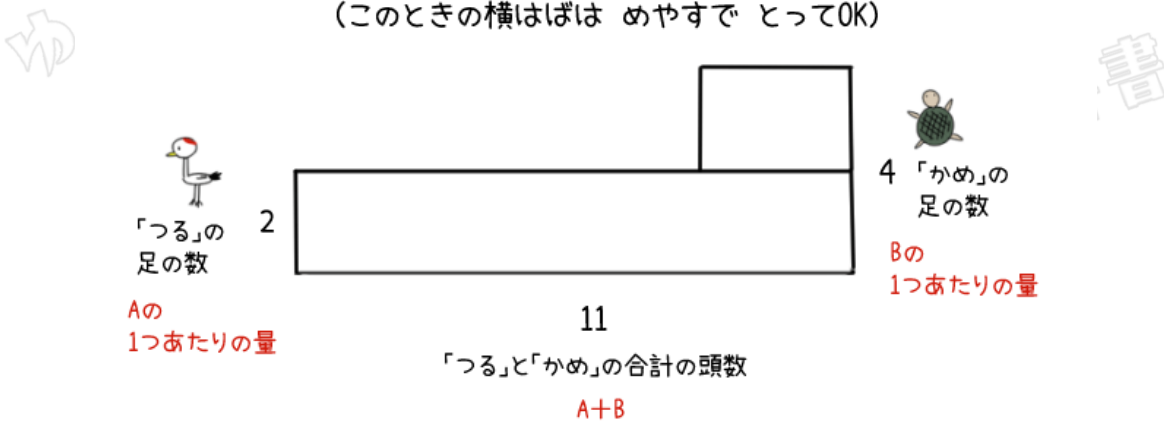 (このときの横はばは めやすで とってOK)
ゆ
書
「つる」の
足の数
2
4
「かめ」の
足の数
Aの
1つあたりの量
Bの
1つあたりの量
11
「つる」と「かめ」の合計の頭数
A+B